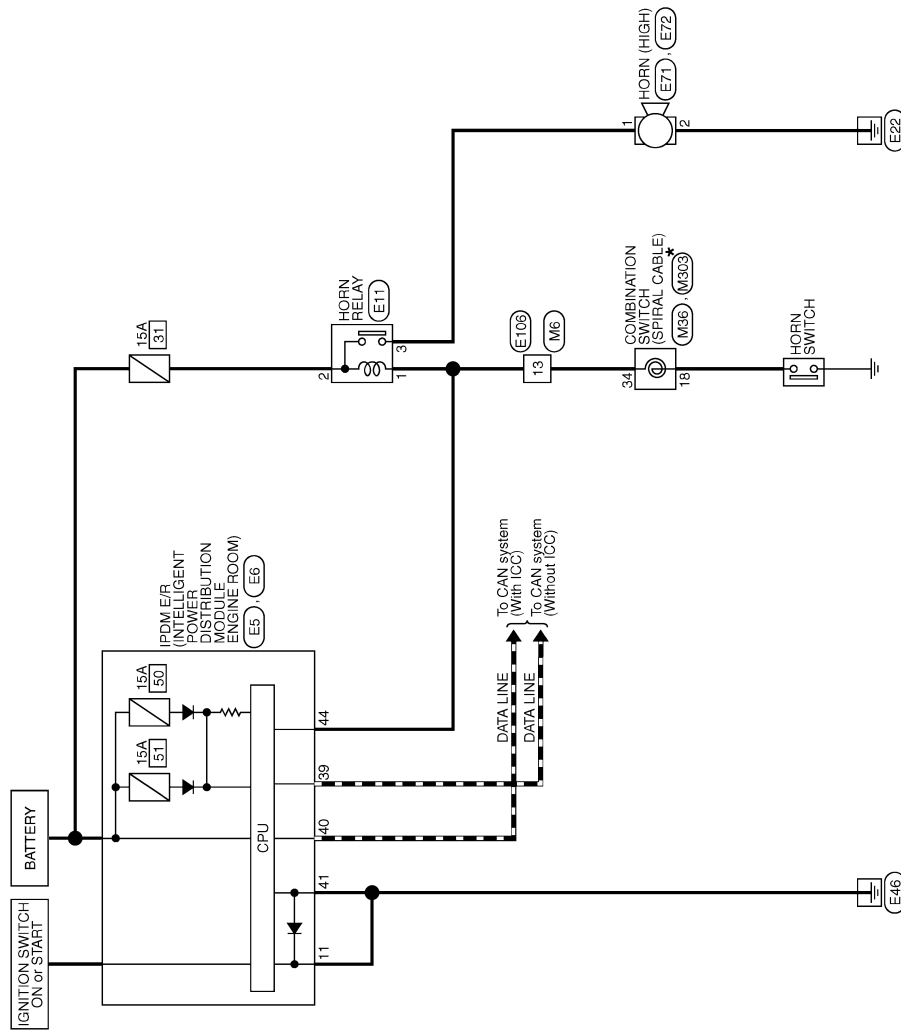 IGNITION SWITCH
ON or START
BATTERY
15A
51
15A
50
IPDM E/R
(INTELLIGENT
POWER
DISTRIBUTION
MODULE
ENGINE ROOM)
E5 , E6
CPU
11
41
40
39
44
DATA LINE
DATA LINE
To CAN system
(With ICC)
To CAN system
(Without ICC)
E46
15A
31
HORN
RELAY
E11
2
1
3
13
E106
M6
34
18
COMBINATION
SWITCH
(SPIRAL CABLE)
M36 , M303 *
HORN
SWITCH
1
2
HORN (HIGH)
E71 , E72
E22